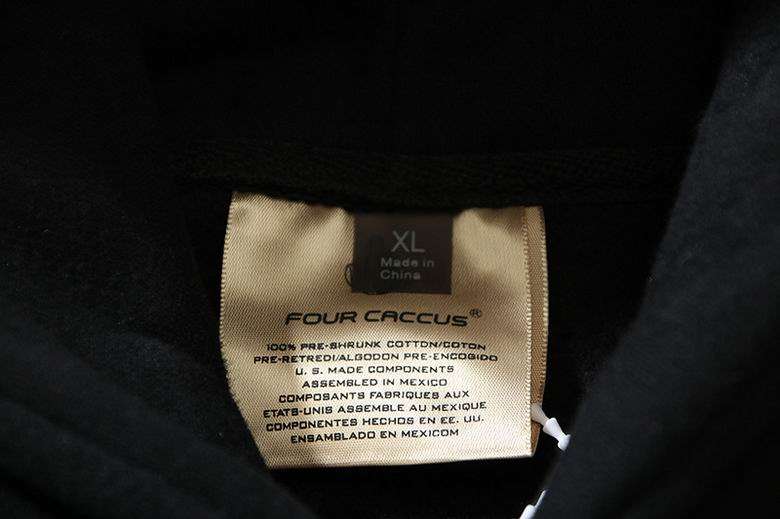 XL
Made in
China
FOUR CACCUS®
100% PRE-SHRUNK COTTON/COTON
PRE-RETREDI/ALGODON PRE-ENCOGIDO
U. S. MADE COMPONENTS
ASSEMBLED IN MEXICO
COMPOSANTS FABRIQUES AUX
ETATS-UNIS ASSEMBLE AU MEXIQUE
COMPONENTES HECHOS EN EE. UU.
ENSAMBLADO EN MEXICOM